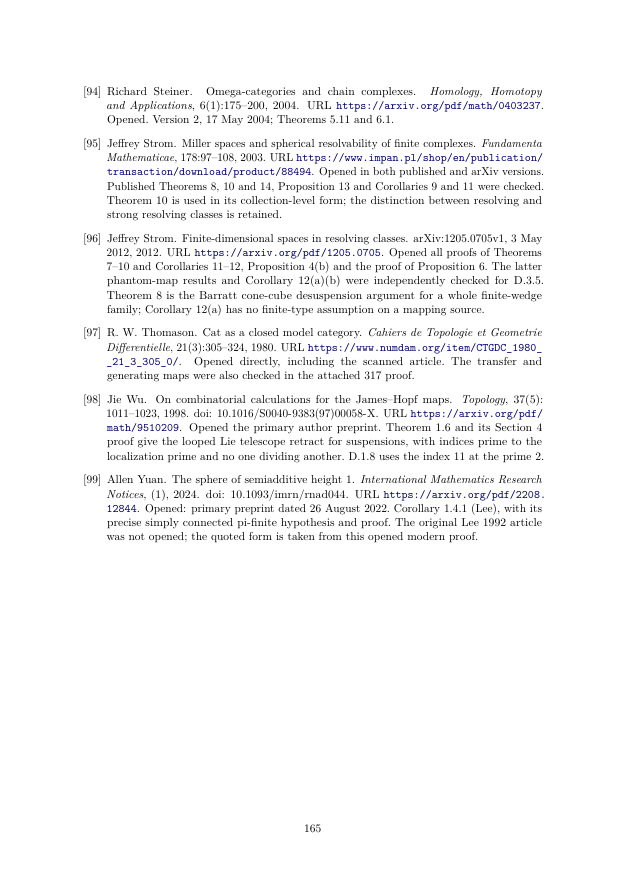 [94] Richard Steiner. Omega-categories and chain complexes. Homology, Homotopy
and Applications, 6(1):175–200, 2004. URL https://arxiv.org/pdf/math/0403237.
Opened. Version 2, 17 May 2004; Theorems 5.11 and 6.1.
[95] Jeffrey Strom. Miller spaces and spherical resolvability of finite complexes. Fundamenta
Mathematicae, 178:97–108, 2003. URL https://www.impan.pl/shop/en/publication/
transaction/download/product/88494. Opened in both published and arXiv versions.
Published Theorems 8, 10 and 14, Proposition 13 and Corollaries 9 and 11 were checked.
Theorem 10 is used in its collection-level form; the distinction between resolving and
strong resolving classes is retained.
[96] Jeffrey Strom. Finite-dimensional spaces in resolving classes. arXiv:1205.0705v1, 3 May
2012, 2012. URL https://arxiv.org/pdf/1205.0705. Opened all proofs of Theorems
7–10 and Corollaries 11–12, Proposition 4(b) and the proof of Proposition 6. The latter
phantom-map results and Corollary 12(a)(b) were independently checked for D.3.5.
Theorem 8 is the Barratt cone-cube desuspension argument for a whole finite-wedge
family; Corollary 12(a) has no finite-type assumption on a mapping source.
[97] R. W. Thomason. Cat as a closed model category. Cahiers de Topologie et Geometrie
Différentielle, 21(3):305–324, 1980. URL https://www.numdam.org/item/CTGDC_1980_
_21_3_305_0/. Opened directly, including the scanned article. The transfer and
generating maps were also checked in the attached 317 proof.
[98] Jie Wu. On combinatorial calculations for the James–Hopf maps. Topology, 37(5):
1011–1023, 1998. doi: 10.1016/S0040-9383(97)00058-X. URL https://arxiv.org/pdf/
math/9510209. Opened the primary author preprint. Theorem 1.6 and its Section 4
proof give the looped Lie telescope retract for suspensions, with indices prime to the
localization prime and no one dividing another. D.1.8 uses the index 11 at the prime 2.
[99] Allen Yuan. The sphere of semiadditive height 1. International Mathematics Research
Notices, (1), 2024. doi: 10.1093/imrn/rnad044. URL https://arxiv.org/pdf/2208.
12844. Opened: primary preprint dated 26 August 2022. Corollary 1.4.1 (Lee), with its
precise simply connected pi-finite hypothesis and proof. The original Lee 1992 article
was not opened; the quoted form is taken from this opened modern proof.
165